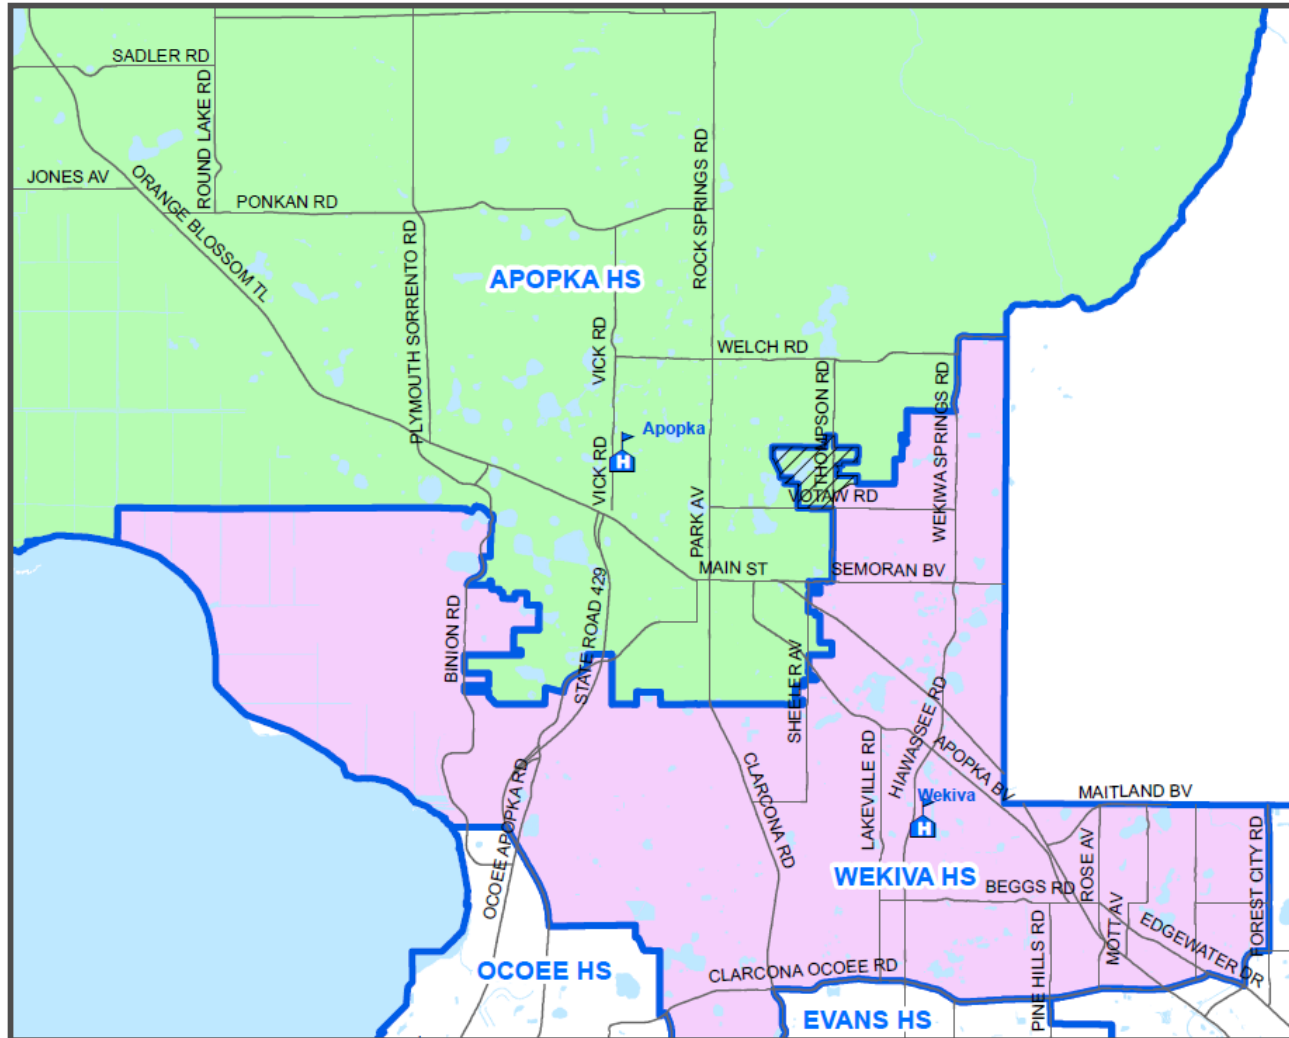 SADLER RD
ROUND LAKE RD
JONES AV
ORANGE BLOSSOM TL
PONKAN RD
ROCK SPRINGS RD
PLYMOUTH SORRENTO RD
APOPKA HS
VICK RD
WELCH RD
THOMPSON RD
WEKIWA SPRINGS RD
Apopka
VICK RD
VOTAW RD
PARK AV
MAIN ST
SEMORAN BV
BINION RD
STATE ROAD 429
SHEELER AV
HIAWASSEE RD
LAKEVILLE RD
APOPKA BV
CLARCONA RD
OCOEE APOPKA RD
Wekiva
MAITLAND BV
WEKIVA HS
BEGGS RD
ROSE AV
FOREST CITY RD
MOTT AV
EDGEWATER DR
PINE HILLS RD
OCOEE HS
CLARCONA OCOEE RD
EVANS HS